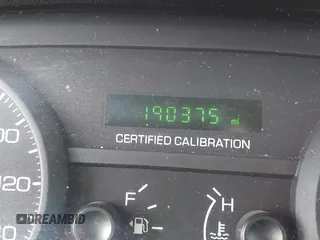 190375 mi
CERTIFIED CALIBRATION
F
H
120
DREAMBID